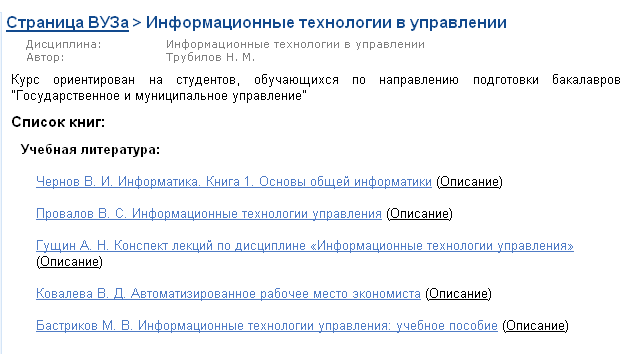 Страница ВУЗа > Информационные технологии в управлении
Дисциплина: Информационные технологии в управлении
Автор: Трубилов Н. М.
Курс ориентирован на студентов, обучающихся по направлению подготовки бакалавров
"Государственное и муниципальное управление"
Список книг:
Учебная литература:
Чернов В. И. Информатика. Книга 1. Основы общей информатики (Описание)
Провалов В. С. Информационные технологии управления (Описание)
Гущин А. Н. Конспект лекций по дисциплине «Информационные технологии управления»
(Описание)
Ковалева В. Д. Автоматизированное рабочее место экономиста (Описание)
Бастриков М. В. Информационные технологии управления: учебное пособие (Описание)